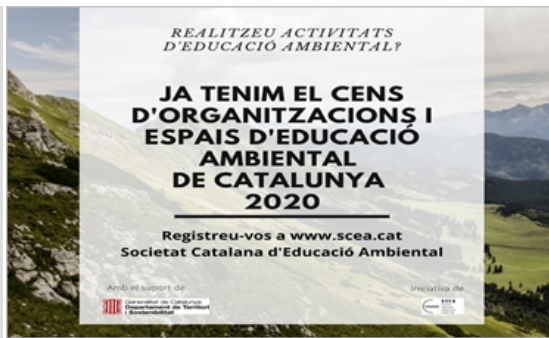 REALITZEU ACTIVITATS
D'EDUCACIÓ AMBIENTAL?
JA TENIM EL CENS
D'ORGANITZACIONS I
ESPAIS D'EDUCACIÓ
AMBIENTAL
DE CATALUNYA
2020
Registreu-vos a www.scea.cat
Societat Catalana d'Educació Ambiental
Amb el suport de
Iniciativa de
Generalitat de Catalunya
Departament de Territori
i Sostenibilitat